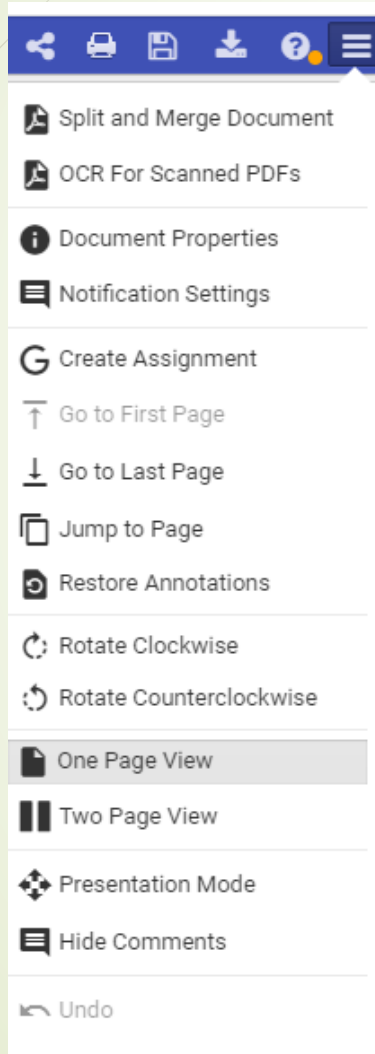 Split and Merge Document
OCR For Scanned PDFs
Document Properties
Notification Settings
Create Assignment
Go to First Page
Go to Last Page
Jump to Page
Restore Annotations
Rotate Clockwise
Rotate Counterclockwise
One Page View
Two Page View
Presentation Mode
Hide Comments
Undo